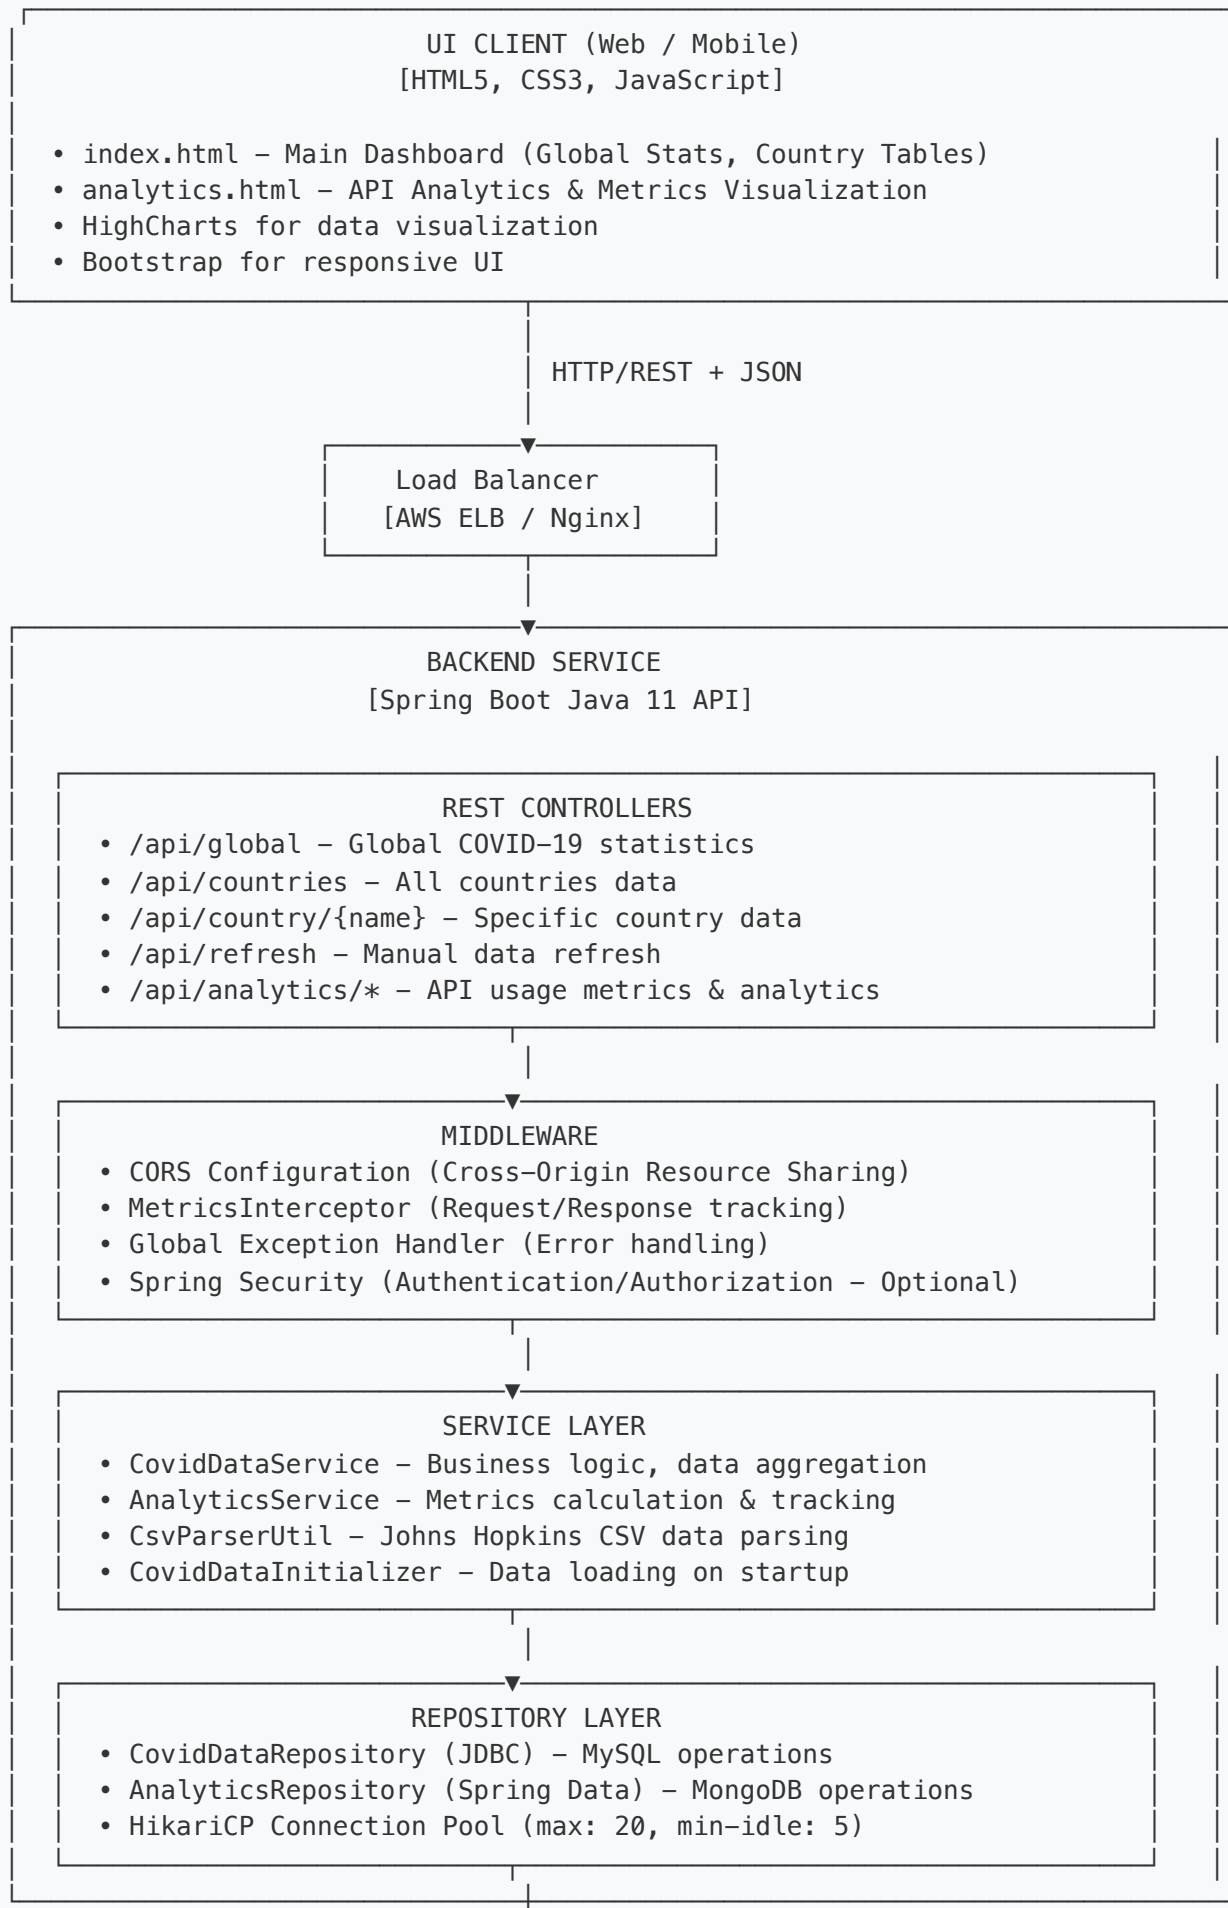 UI CLIENT (Web / Mobile)
[HTML5, CSS3, JavaScript]
• index.html – Main Dashboard (Global Stats, Country Tables)
• analytics.html – API Analytics & Metrics Visualization
• HighCharts for data visualization
• Bootstrap for responsive UI
HTTP/REST + JSON
Load Balancer
[AWS ELB / Nginx]
BACKEND SERVICE
[Spring Boot Java 11 API]
REST CONTROLLERS
• /api/global – Global COVID–19 statistics
• /api/countries – All countries data
• /api/country/{name} – Specific country data
• /api/refresh – Manual data refresh
• /api/analytics/* – API usage metrics & analytics
MIDDLEWARE
• CORS Configuration (Cross–Origin Resource Sharing)
• MetricsInterceptor (Request/Response tracking)
• Global Exception Handler (Error handling)
• Spring Security (Authentication/Authorization – Optional)
SERVICE LAYER
• CovidDataService – Business logic, data aggregation
• AnalyticsService – Metrics calculation & tracking
• CsvParserUtil – Johns Hopkins CSV data parsing
• CovidDataInitializer – Data loading on startup
REPOSITORY LAYER
• CovidDataRepository (JDBC) – MySQL operations
• AnalyticsRepository (Spring Data) – MongoDB operations
• HikariCP Connection Pool (max: 20, min–idle: 5)